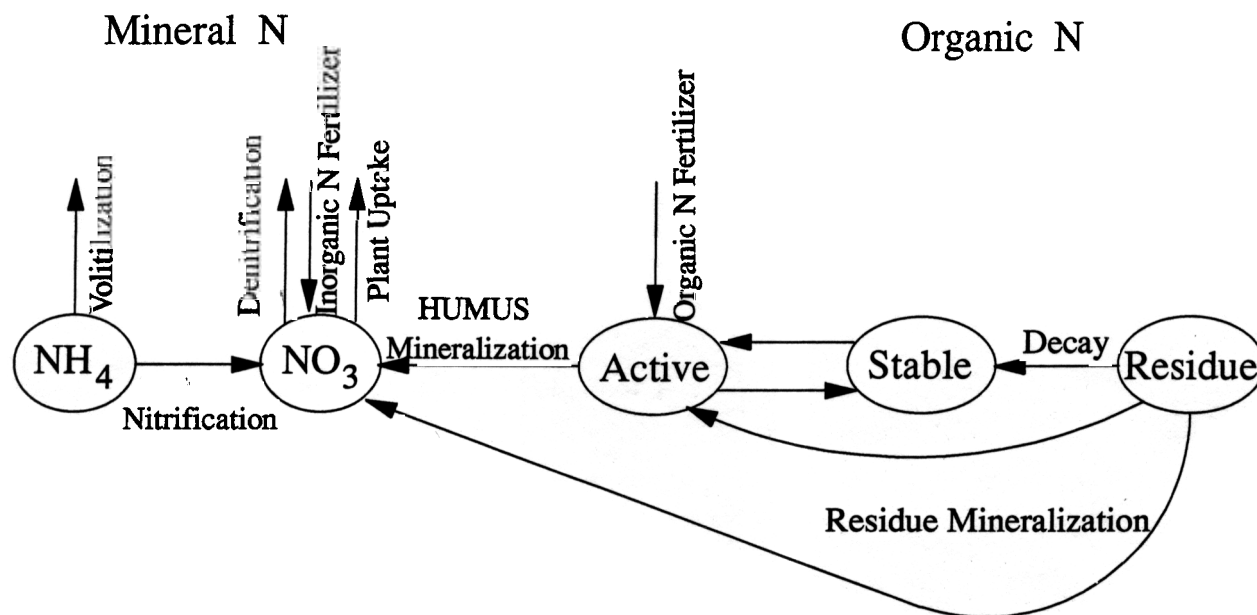 Mineral N
Organic N
Volitilization
Denitrification
Inorganic N Fertilizer
Plant Uptake
Organic N Fertilizer
HUMUS
Mineralization
NH4
NO3
Active
Stable
Decay
Residue
Nitrification
Residue Mineralization